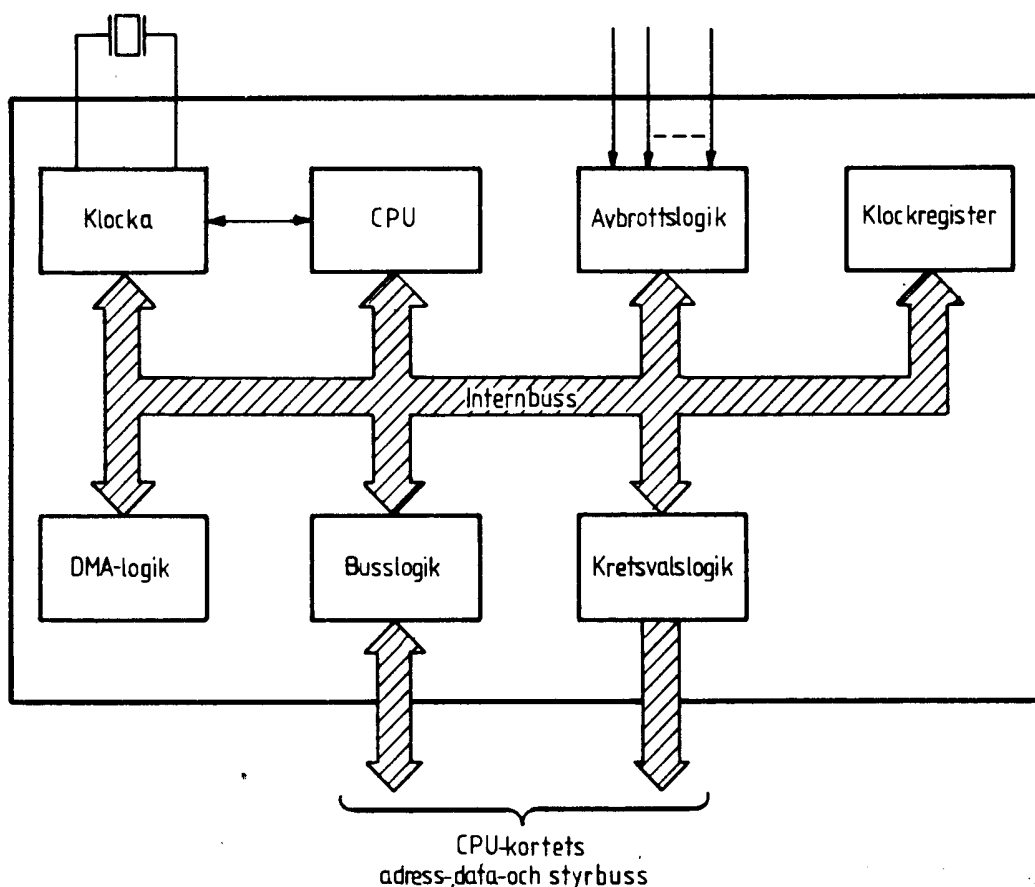 Klocka
CPU
Avbrottslogik
Klockregister
Internbuss
DMA-logik
Busslogik
Kretsvalslogik
CPU-kortets
adress-,data-och styrbuss